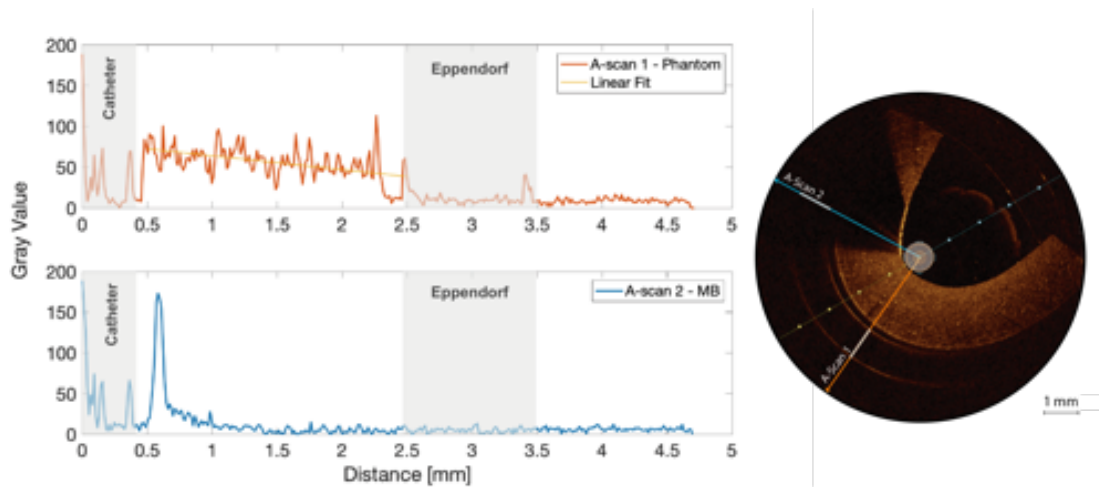 200
150
100
50
0
Gray Value
Catheter
Eppendorf
A-scan 1 - Phantom
Linear Fit
0 0.5 1 1.5 2 2.5 3 3.5 4 4.5 5
200
150
100
50
0
Catheter
Eppendorf
A-scan 2 - MB
0 0.5 1 1.5 2 2.5 3 3.5 4 4.5 5
Distance [mm]
A-Scan 2
A-Scan 1
1 mm